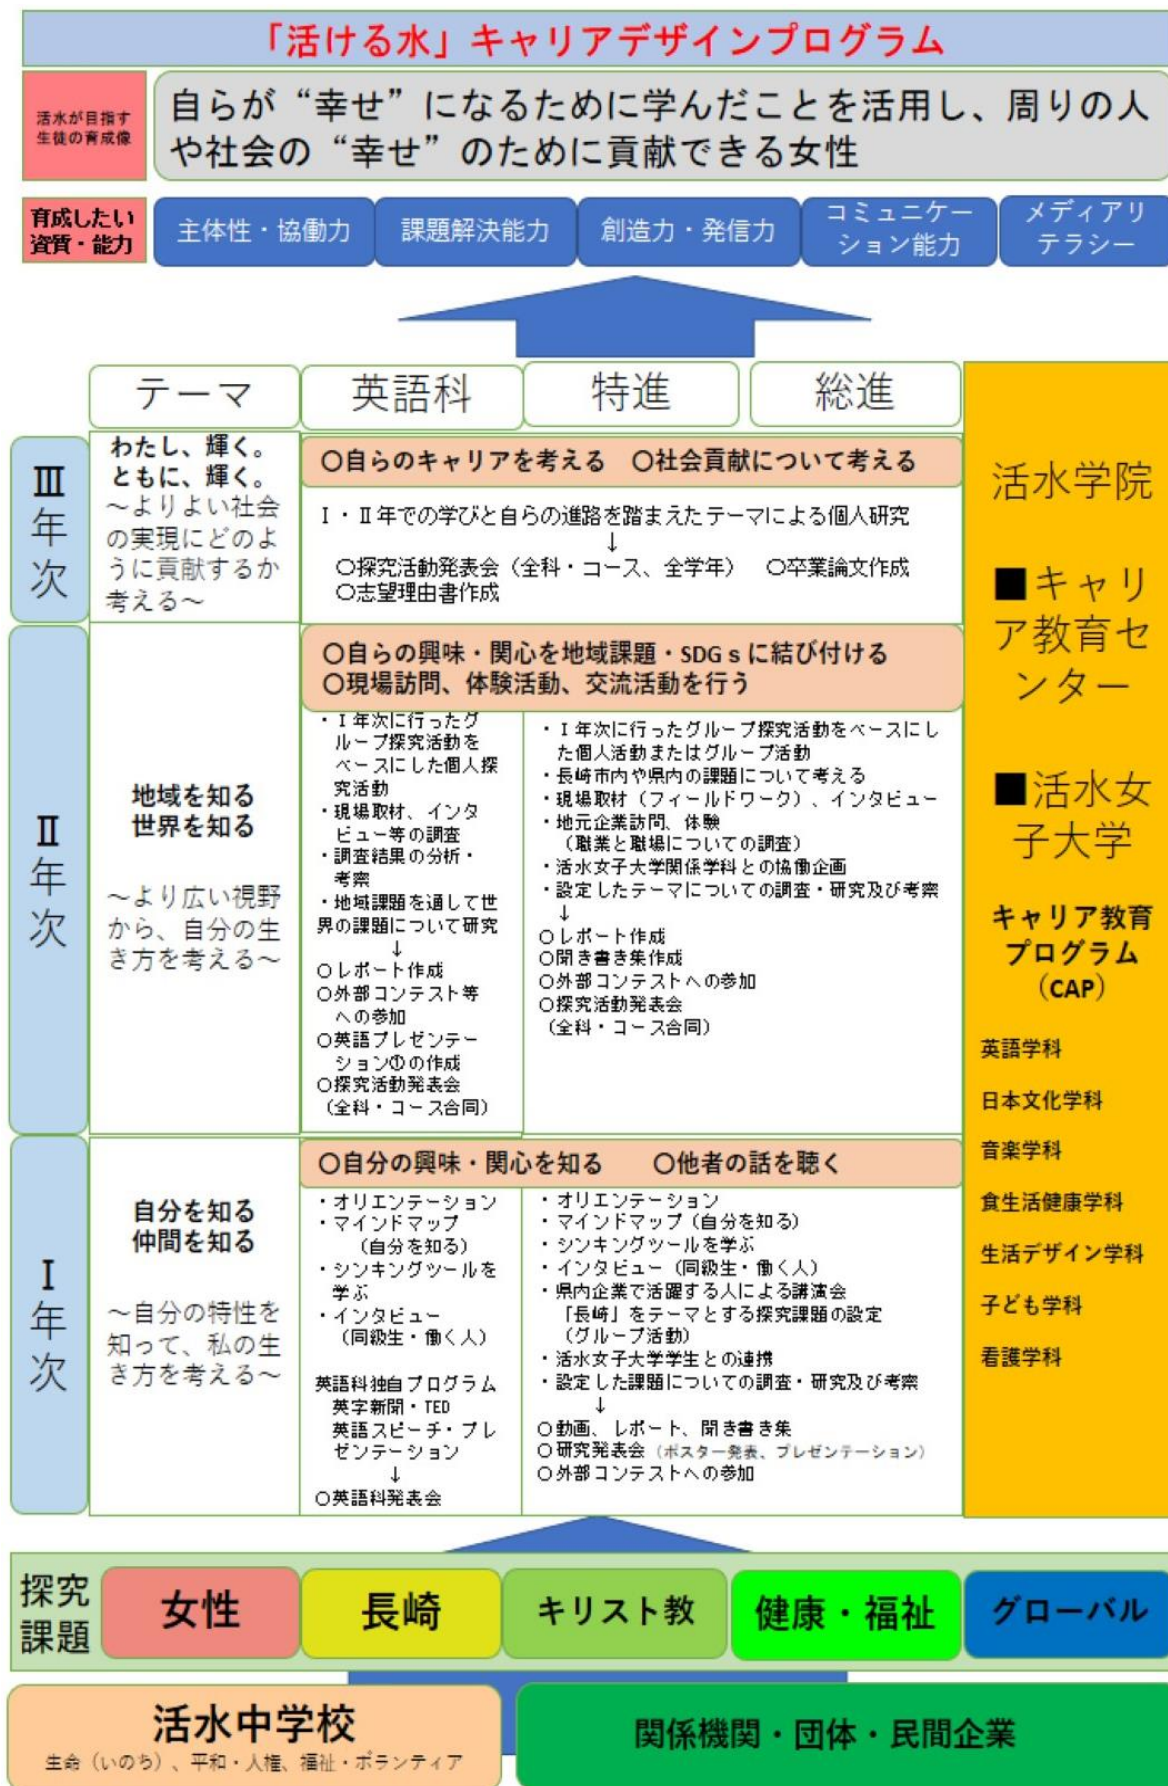 「活ける水」キャリアデザインプログラム
活水が目指す
生徒の育成像
自らが“幸せ”になるために学んだことを活用し、周りの人
や社会の“幸せ”のために貢献できる女性
育成したい
資質・能力
主体性・協働力
課題解決能力
創造力・発信力
コミュニケー
ション能力
メディアリ
テラシー
テーマ
英語科
特進
総進
Ⅲ
年
次
わたし、輝く。
ともに、輝く。
～よりよい社会
の実現にどのよ
うに貢献するか
考える～
〇自らのキャリアを考える　〇社会貢献について考える
Ⅰ・Ⅱ年での学びと自らの進路を踏まえたテーマによる個人研究
↓
〇探究活動発表会（全科・コース、全学年）　〇卒業論文作成
〇志望理由書作成
Ⅱ
年
次
地域を知る
世界を知る
～より広い視野
から、自分の生
き方を考える～
〇自らの興味・関心を地域課題・SDGｓに結び付ける
〇現場訪問、体験活動、交流活動を行う
・Ⅰ年次に行ったグ
ループ探究活動を
ベースにした個人探
究活動
・現場取材、インタ
ビュー等の調査
・調査結果の分析・
考察
・地域課題を通して世
界の課題について研究
↓
〇レポート作成
〇外部コンテスト等
への参加
〇英語プレゼンテー
ション①の作成
〇探究活動発表会
（全科・コース合同）
・Ⅰ年次に行ったグループ探究活動をベースにし
た個人活動またはグループ活動
・長崎市内や県内の課題について考える
・現場取材（フィールドワーク）、インタビュー
・地元企業訪問、体験
（職業と職場についての調査）
・活水女子大学関係学科との協働企画
・設定したテーマについての調査・研究及び考察
↓
〇レポート作成
〇聞き書き集作成
〇外部コンテストへの参加
〇探究活動発表会
（全科・コース合同）
Ⅰ
年
次
自分を知る
仲間を知る
～自分の特性を
知って、私の生
き方を考える～
〇自分の興味・関心を知る　〇他者の話を聴く
・オリエンテーション
・マインドマップ
（自分を知る）
・シンキングツールを
学ぶ
・インタビュー
（同級生・働く人）
英語科独自プログラム
英字新聞・TED
英語スピーチ・プレ
ゼンテーション
↓
〇英語科発表会
・オリエンテーション
・マインドマップ（自分を知る）
・シンキングツールを学ぶ
・インタビュー（同級生・働く人）
・県内企業で活躍する人による講演会
「長崎」をテーマとする探究課題の設定
（グループ活動）
・活水女子大学学生との連携
・設定した課題についての調査・研究及び考察
↓
〇動画、レポート、聞き書き集
〇研究発表会（ポスター発表、プレゼンテーション）
〇外部コンテストへの参加
活水学院
■キャリ
ア教育セ
ンター
■活水女
子大学
キャリア教育
プログラム
（CAP）
英語学科
日本文化学科
音楽学科
食生活健康学科
生活デザイン学科
子ども学科
看護学科
探究
課題
女性
長崎
キリスト教
健康・福祉
グローバル
活水中学校
生命（いのち）、平和・人権、福祉・ボランティア
関係機関・団体・民間企業